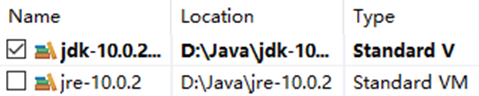 Name Location Type
jdk-10.0.2... D:\Java\jdk-10... Standard V
jre-10.0.2 D:\Java\jre-10.0.2 Standard VM